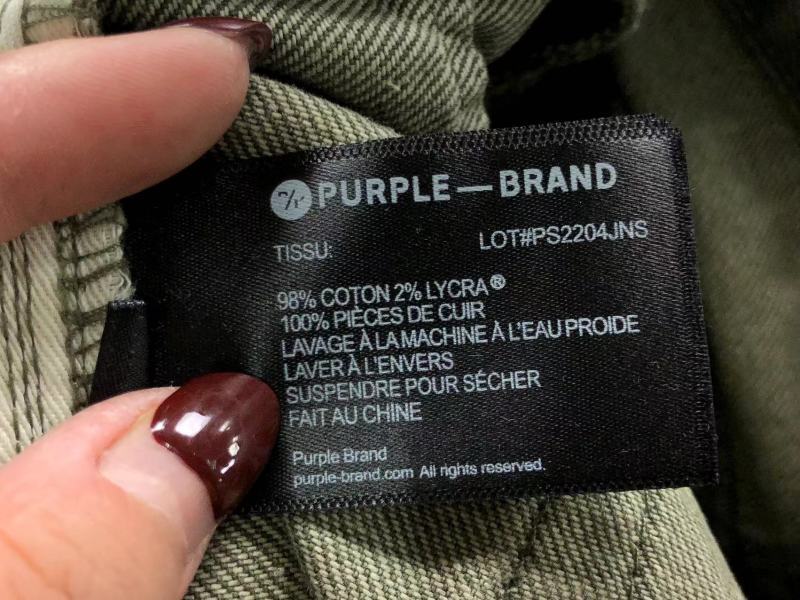 PURPLE—BRAND
TISSU: LOT#PS2204JNS
98% COTON 2% LYCRA®
100% PIÈCES DE CUIR
LAVAGE À LA MACHINE À L'EAU PROIDE
LAVER À L'ENVERS
SUSPENDRE POUR SÉCHER
FAIT AU CHINE
Purple Brand
purple-brand.com All rights reserved.